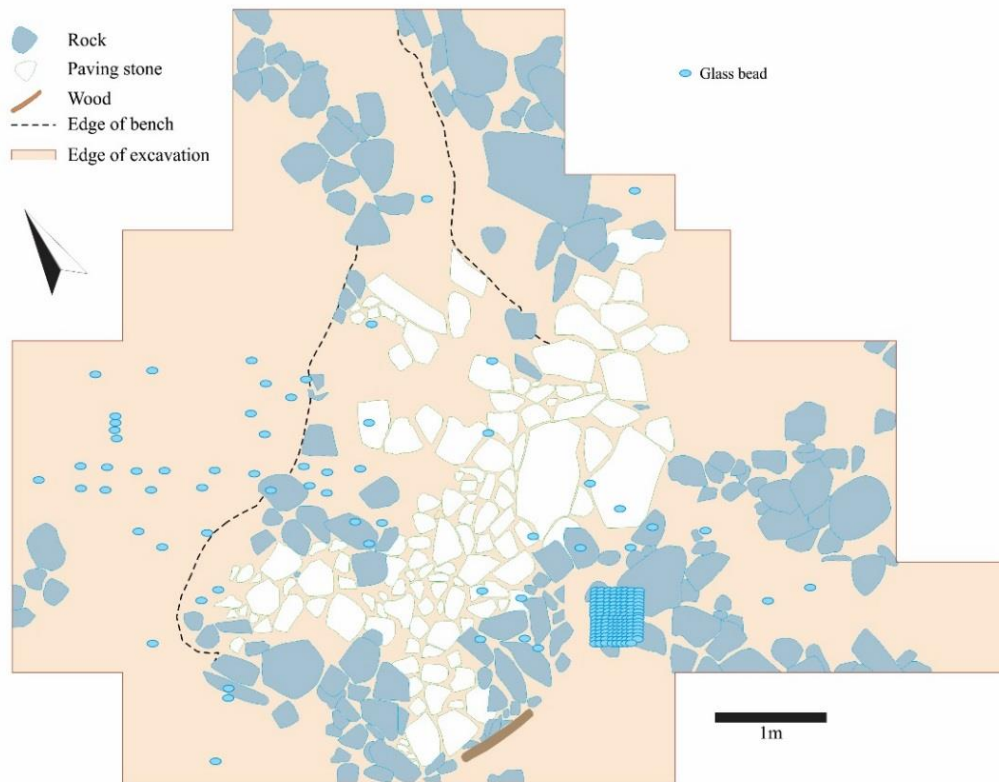 Rock
Paving stone
Wood
Edge of bench
Edge of excavation
Glass bead
1m